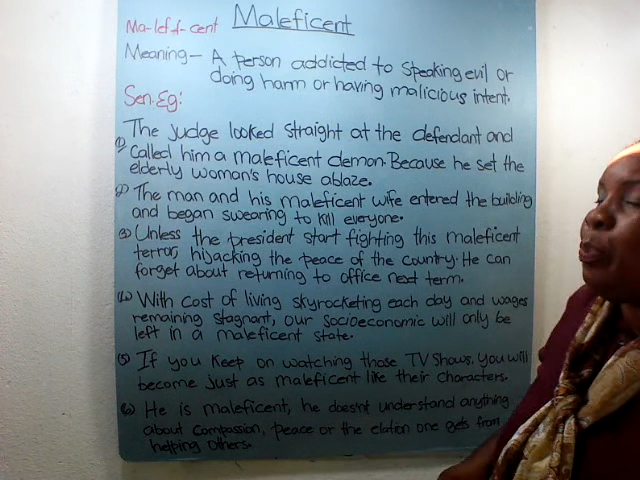 Maleficent
Ma-lef-f-cent
Meaning - A person addicted to speaking evil or
doing harm or having malicious intent.
Sen. Eg:
(1) The judge looked straight at the defendant and
called him a maleficent demon. Because he set the
elderly woman's house ablaze.
(2) The man and his maleficent wife entered the building
and began swearing to kill everyone.
(3) Unless the president start fighting this maleficent
terror, hijacking the peace of the country. He can
forget about returning to office next term.
(4) With cost of living skyrocketing each day and wages
remaining stagnant, our socioeconomic will only be
left in a maleficent state.
(5) If you keep on watching those TV shows. You will
become just as maleficent like their characters.
(6) He is maleficent, he doesnt understand anything
about compassion, peace or the elation one gets from
helping others.